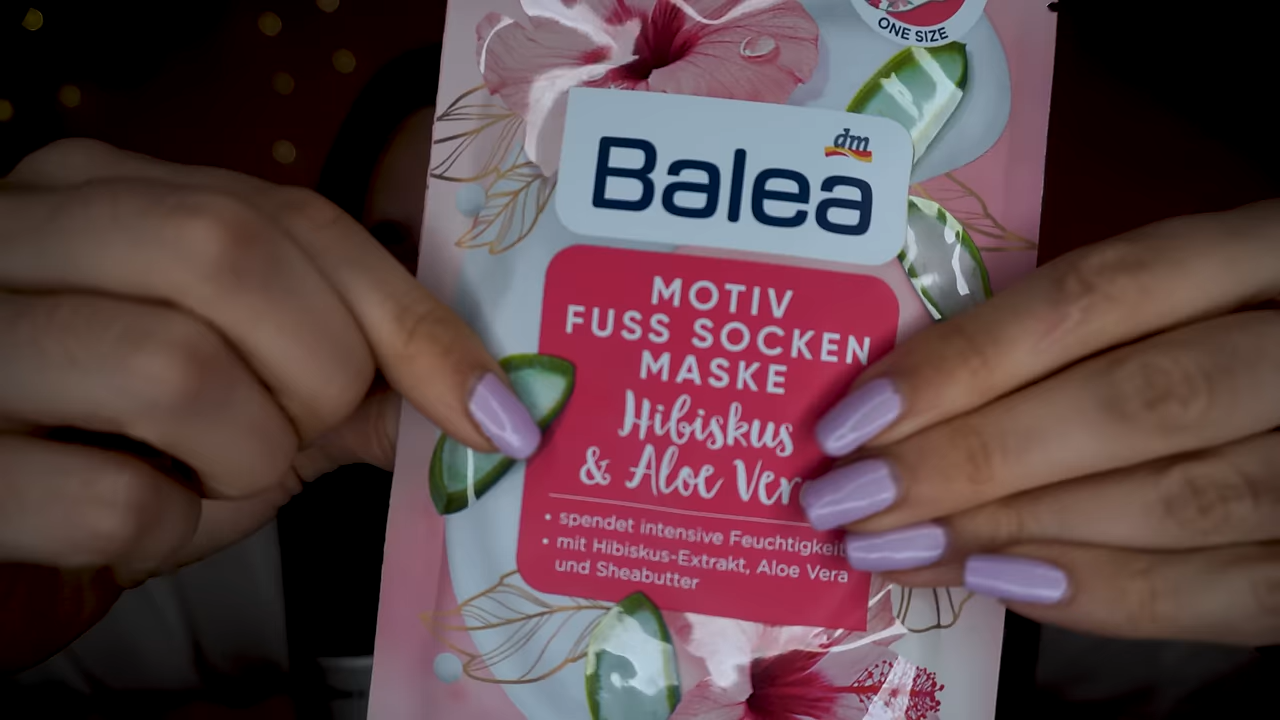 ONE SIZE
dm
Balea
MOTIV
FUSS SOCKEN
MASKE
Hibiskus
& Aloe Ver
• spendet intensive Feuchtigkeit
• mit Hibiskus-Extrakt, Aloe Vera
und Sheabutter